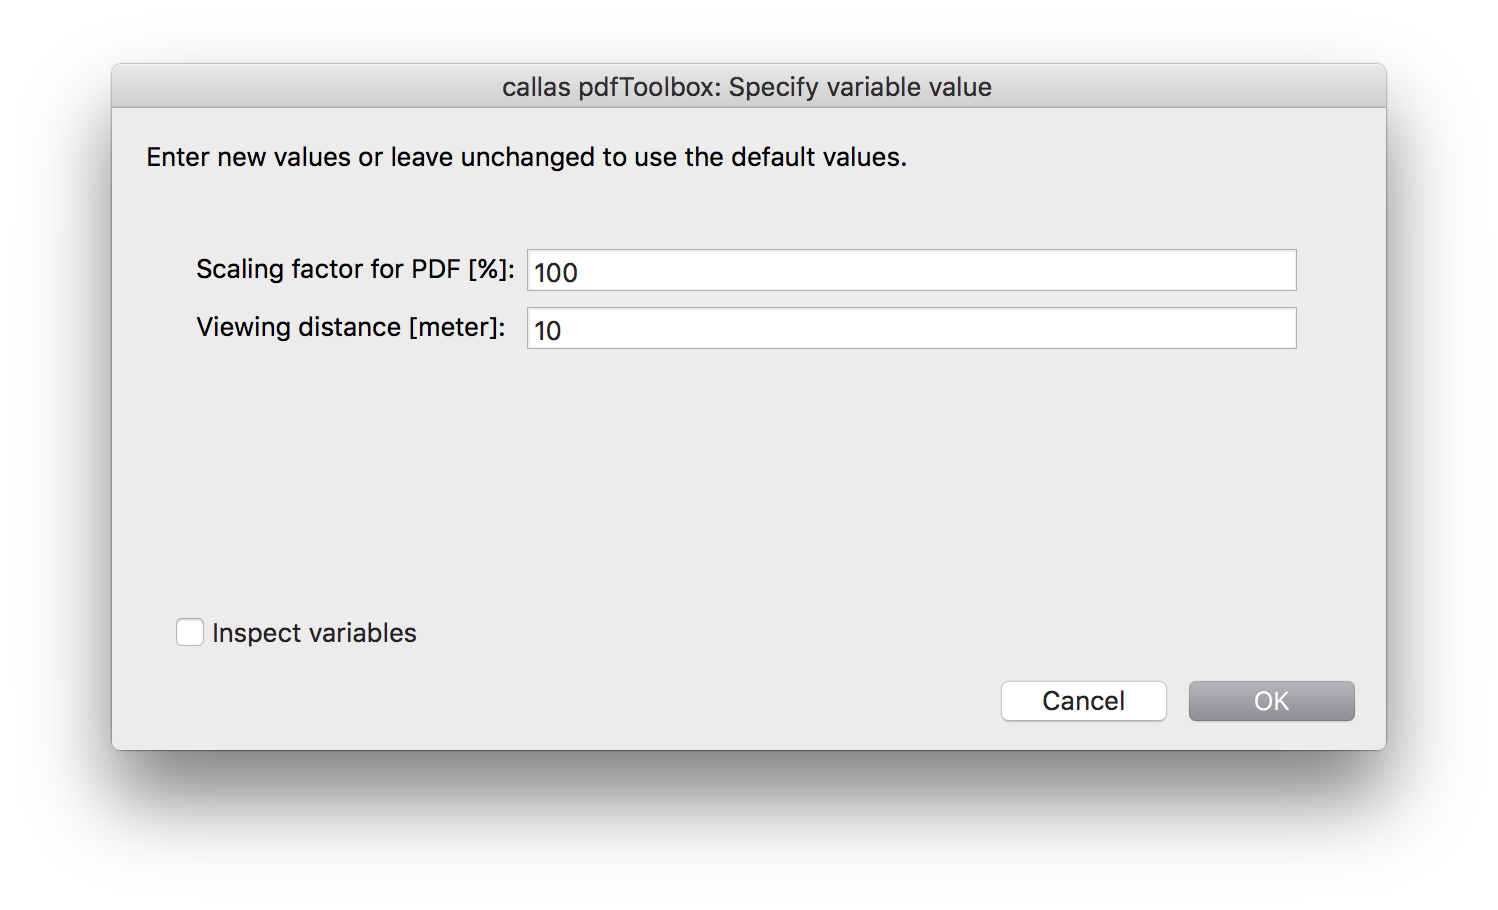 callas pdfToolbox: Specify variable value
Enter new values or leave unchanged to use the default values.
Scaling factor for PDF [%]: 100
Viewing distance [meter]: 10
Inspect variables
Cancel OK